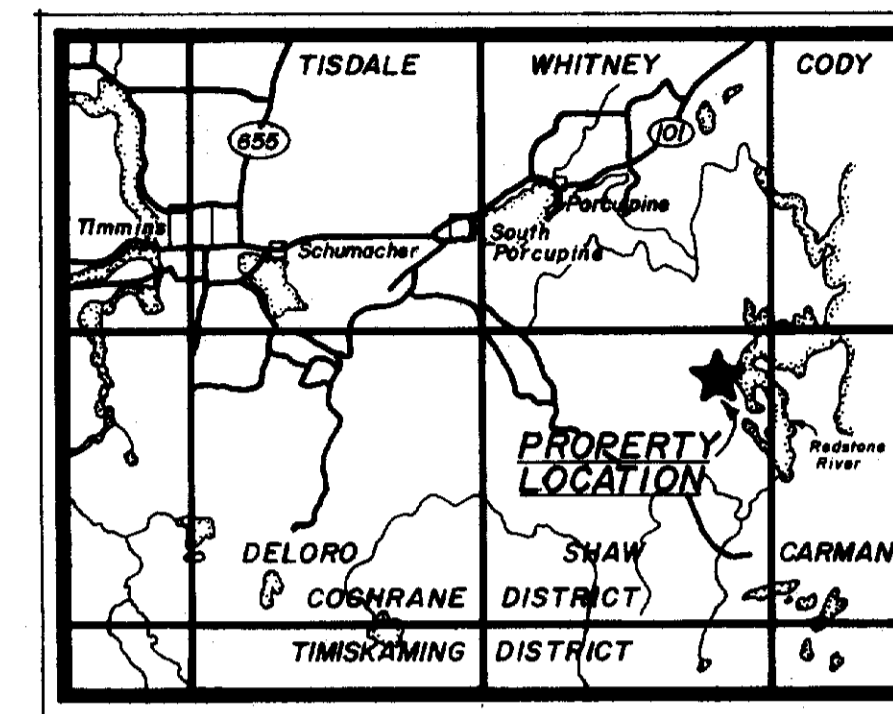 TISDALE
WHITNEY
CODY
655
101
Timmins
Schumacher
Porcupine
South
Porcupine
PROPERTY
LOCATION
Redstone
River
DELORO
SHAW
CARMAN
COCHRANE DISTRICT
TIMISKAMING DISTRICT